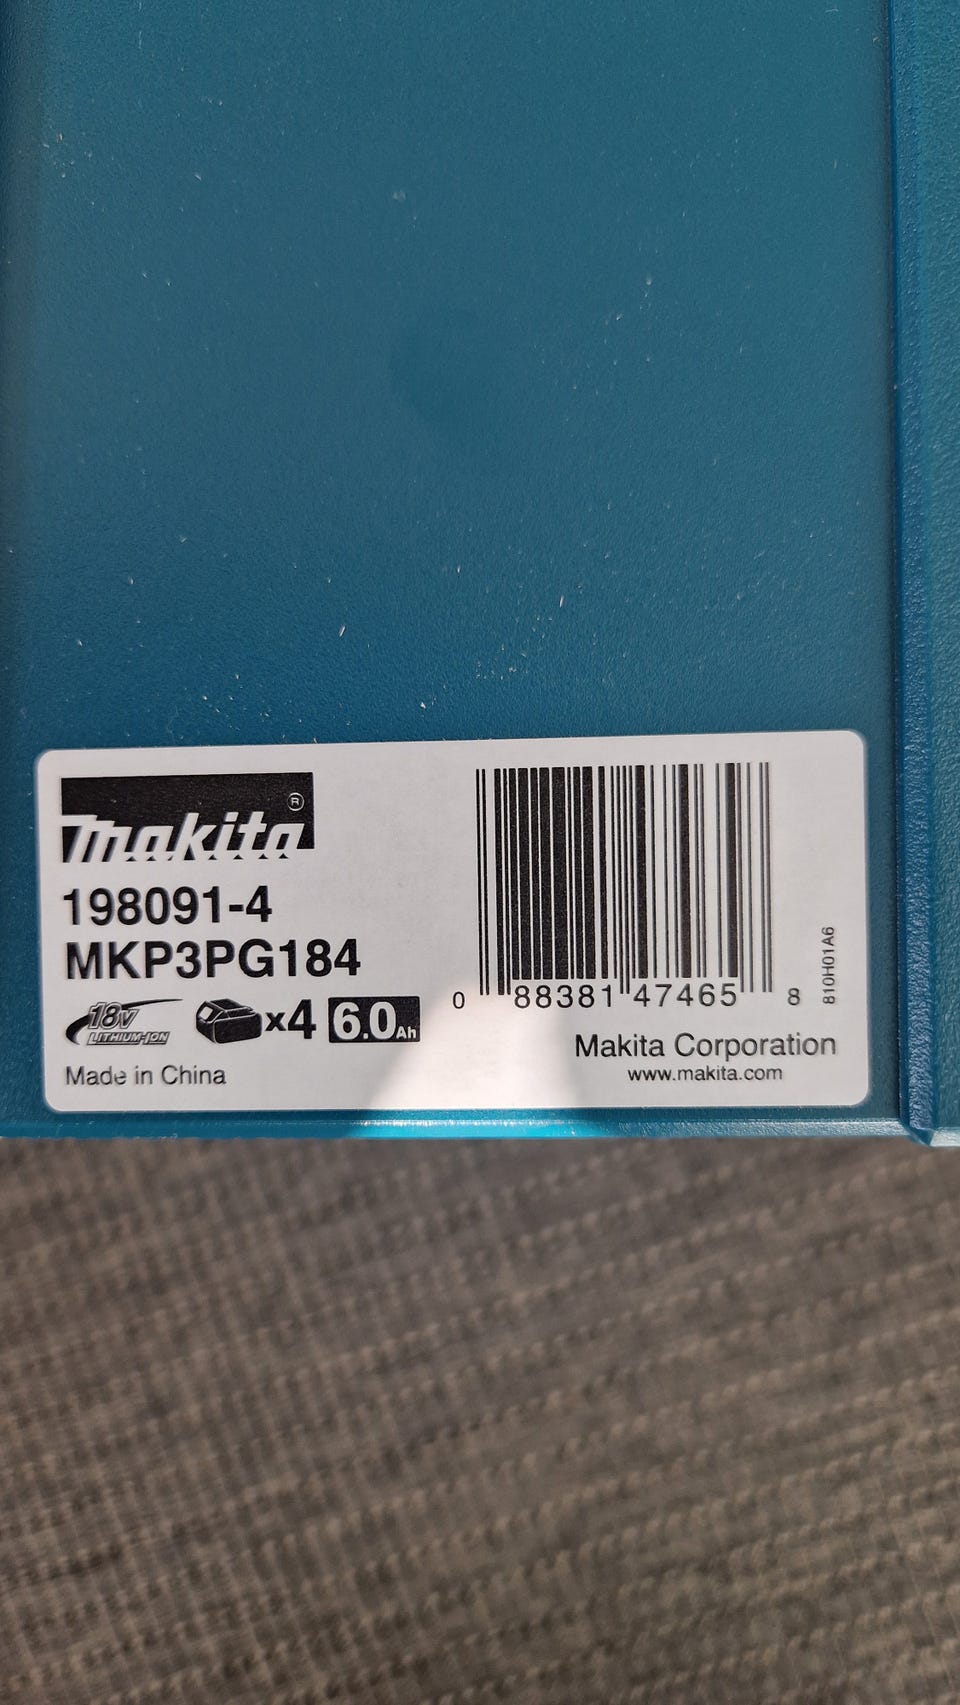 makita®
198091-4
MKP3PG184
18V
LITHIUM-ION
x4 6.0Ah
Made in China
0 88381 47465 8
810H01A6
Makita Corporation
www.makita.com